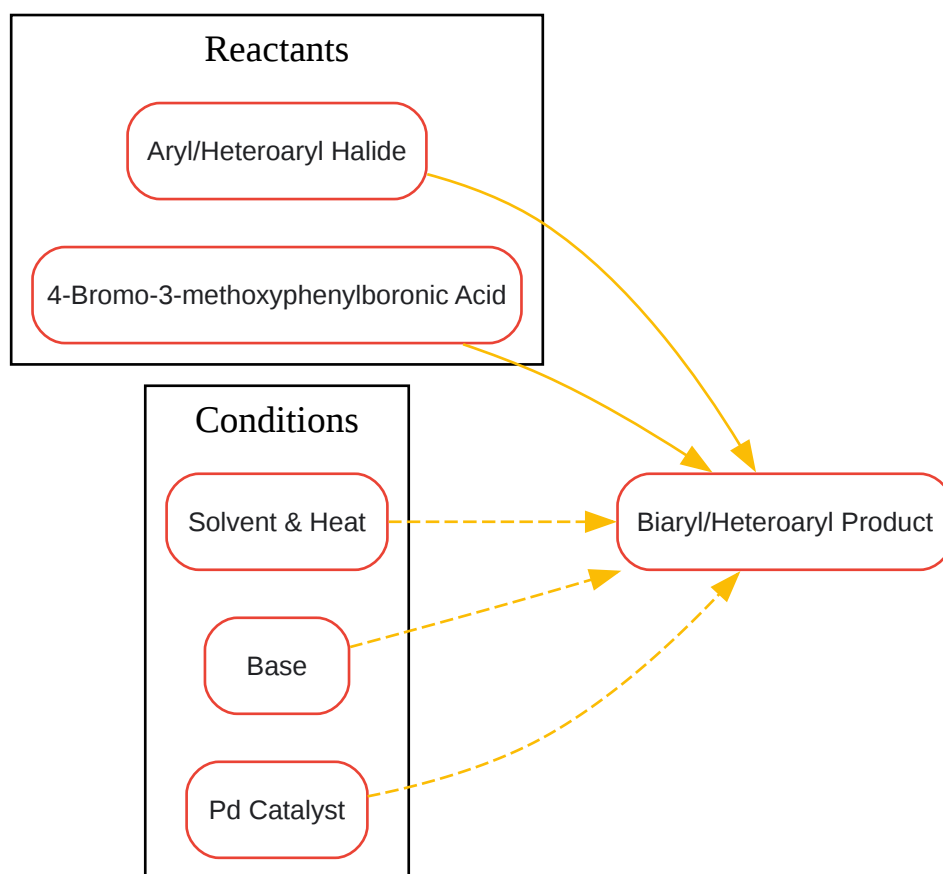 Reactants
Aryl/Heteroaryl Halide
4-Bromo-3-methoxyphenylboronic Acid
Conditions
Solvent & Heat
Biaryl/Heteroaryl Product
Base
Pd Catalyst